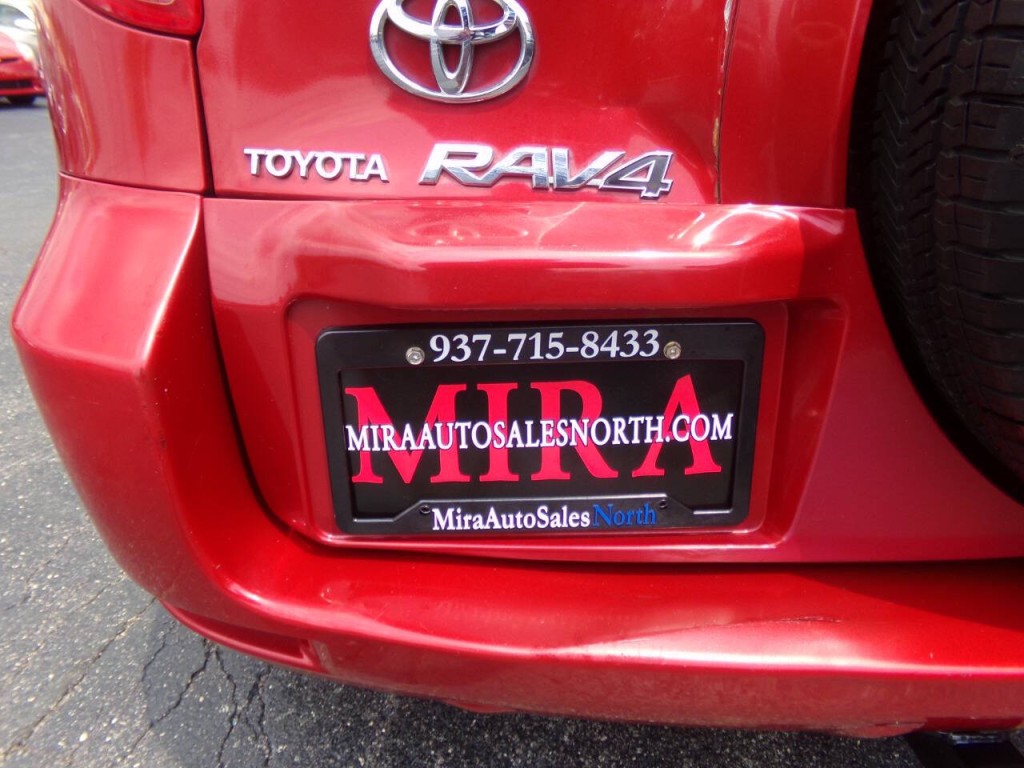 TOYOTA RAV4
937-715-8433
MIRA
MIRAAUTOSALESNORTH.COM
MiraAutoSalesNorth